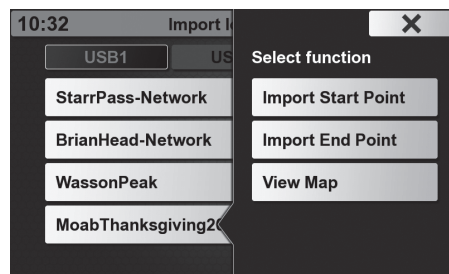 10:32 Import l
USB1 US
StarrPass-Network
BrianHead-Network
WassonPeak
MoabThanksgiving2
Select function
Import Start Point
Import End Point
View Map